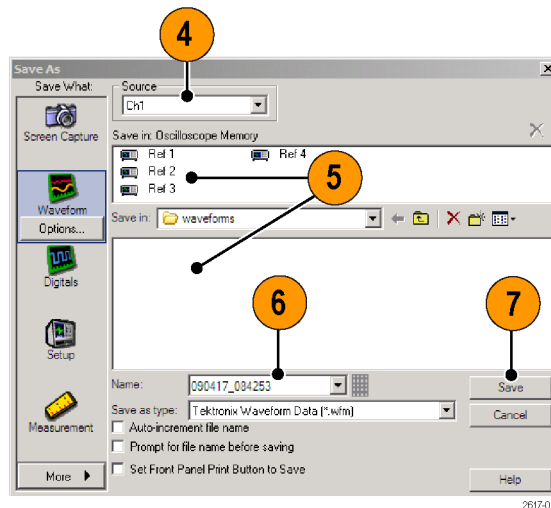 4
Save As
x
Save What:
Source
Ch1
Screen Capture
Save in: Oscilloscope Memory
Ref 1
Ref 4
Ref 2
Ref 3
5
Waveform
Options...
Save in:
waveforms
Digitals
6
7
Setup
Name:
090417_084253
Save
Save as type:
Tektronix Waveform Data (*.wfm)
Cancel
Measurement
Auto-increment file name
Prompt for file name before saving
Set Front Panel Print Button to Save
More
Help
2617-0